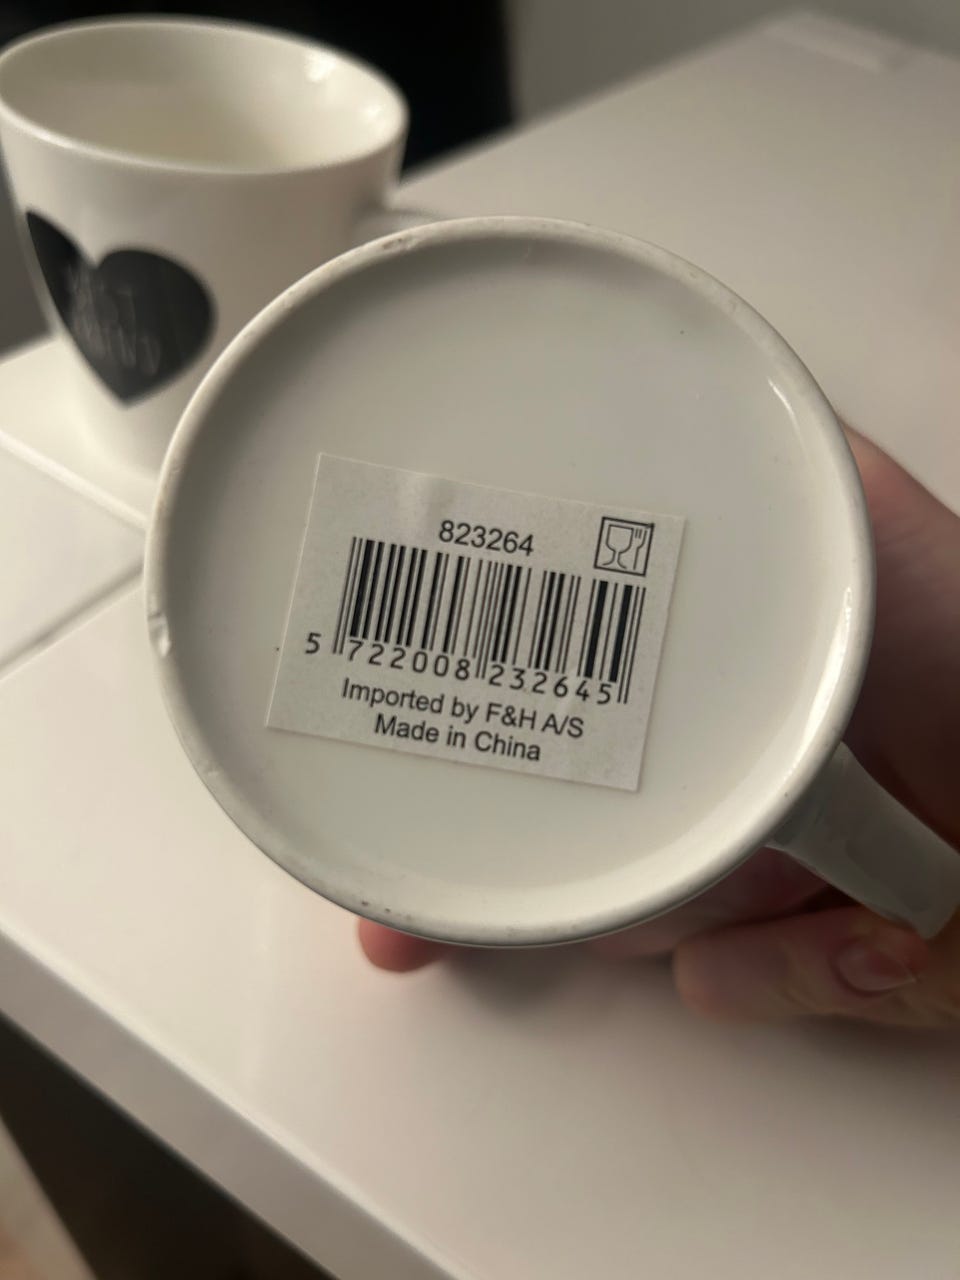 823264
5 722008 232645
Imported by F&H A/S
Made in China